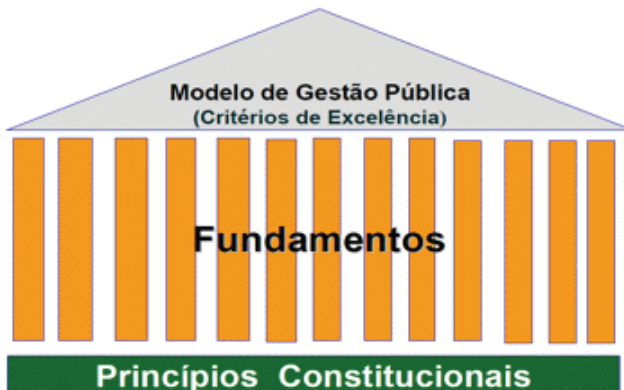 Modelo de Gestão Pública
(Critérios de Excelência)
Fundamentos
Princípios Constitucionais